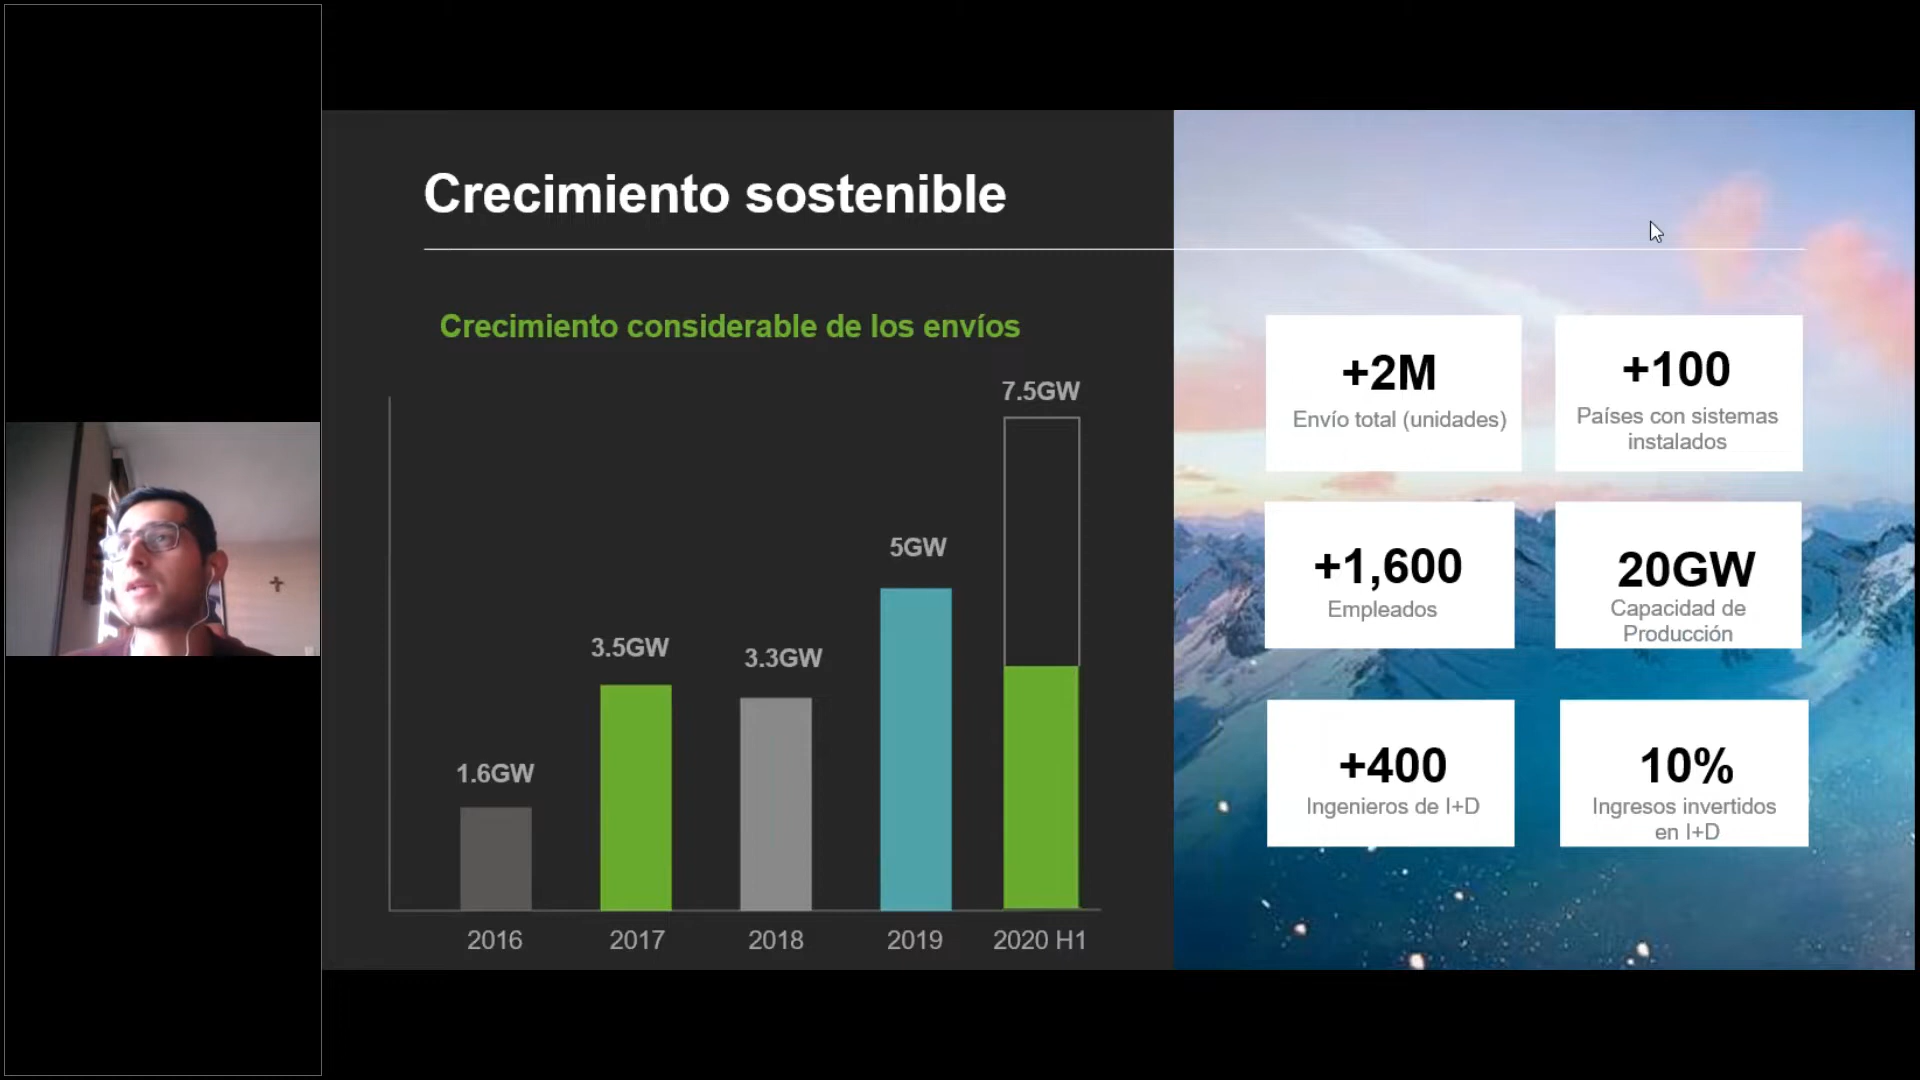 Crecimiento sostenible
Crecimiento considerable de los envíos
7.5GW
5GW
3.5GW
3.3GW
1.6GW
2016
2017
2018
2019
2020 H1
+2M
Envío total (unidades)
+100
Países con sistemas
instalados
+1,600
Empleados
20GW
Capacidad de
Producción
+400
Ingenieros de I+D
10%
Ingresos invertidos
en I+D